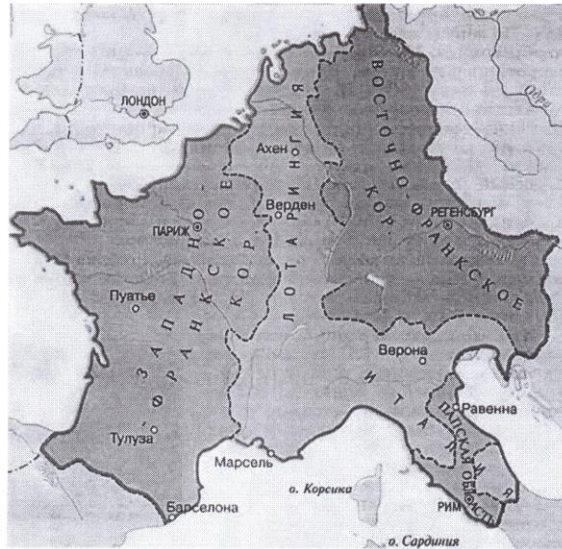 ЛОНДОН
Одра
ВОСТОЧНО-ФРАНКСКОЕ
КОР.
ЛОТАРИНГИЯ
Ахен
Верден
ПАРИЖ
РЕГЕНСБУРГ
ЗАПАДНО-
-ФРАНКСКОЕ
КОР.
Пуатье
Верона
ИТАЛИЯ
Равенна
ПАПСКАЯ ОБЛАСТЬ
Тулуза
Марсель
Барселона
о. Корсика
РИМ
о. Сардиния